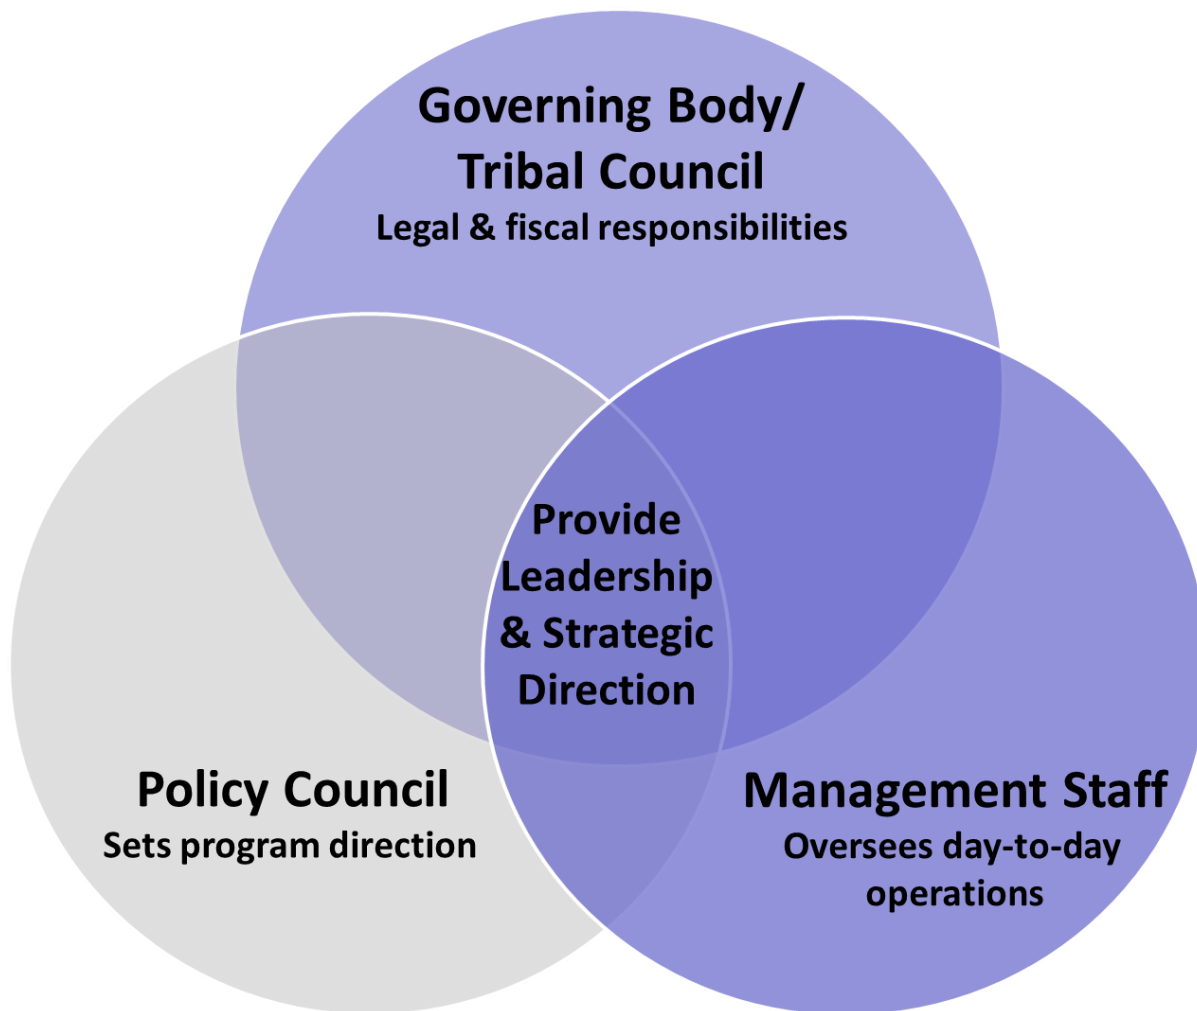 Governing Body/
Tribal Council
Legal & fiscal responsibilities
Provide
Leadership
& Strategic
Direction
Policy Council
Sets program direction
Management Staff
Oversees day-to-day
operations